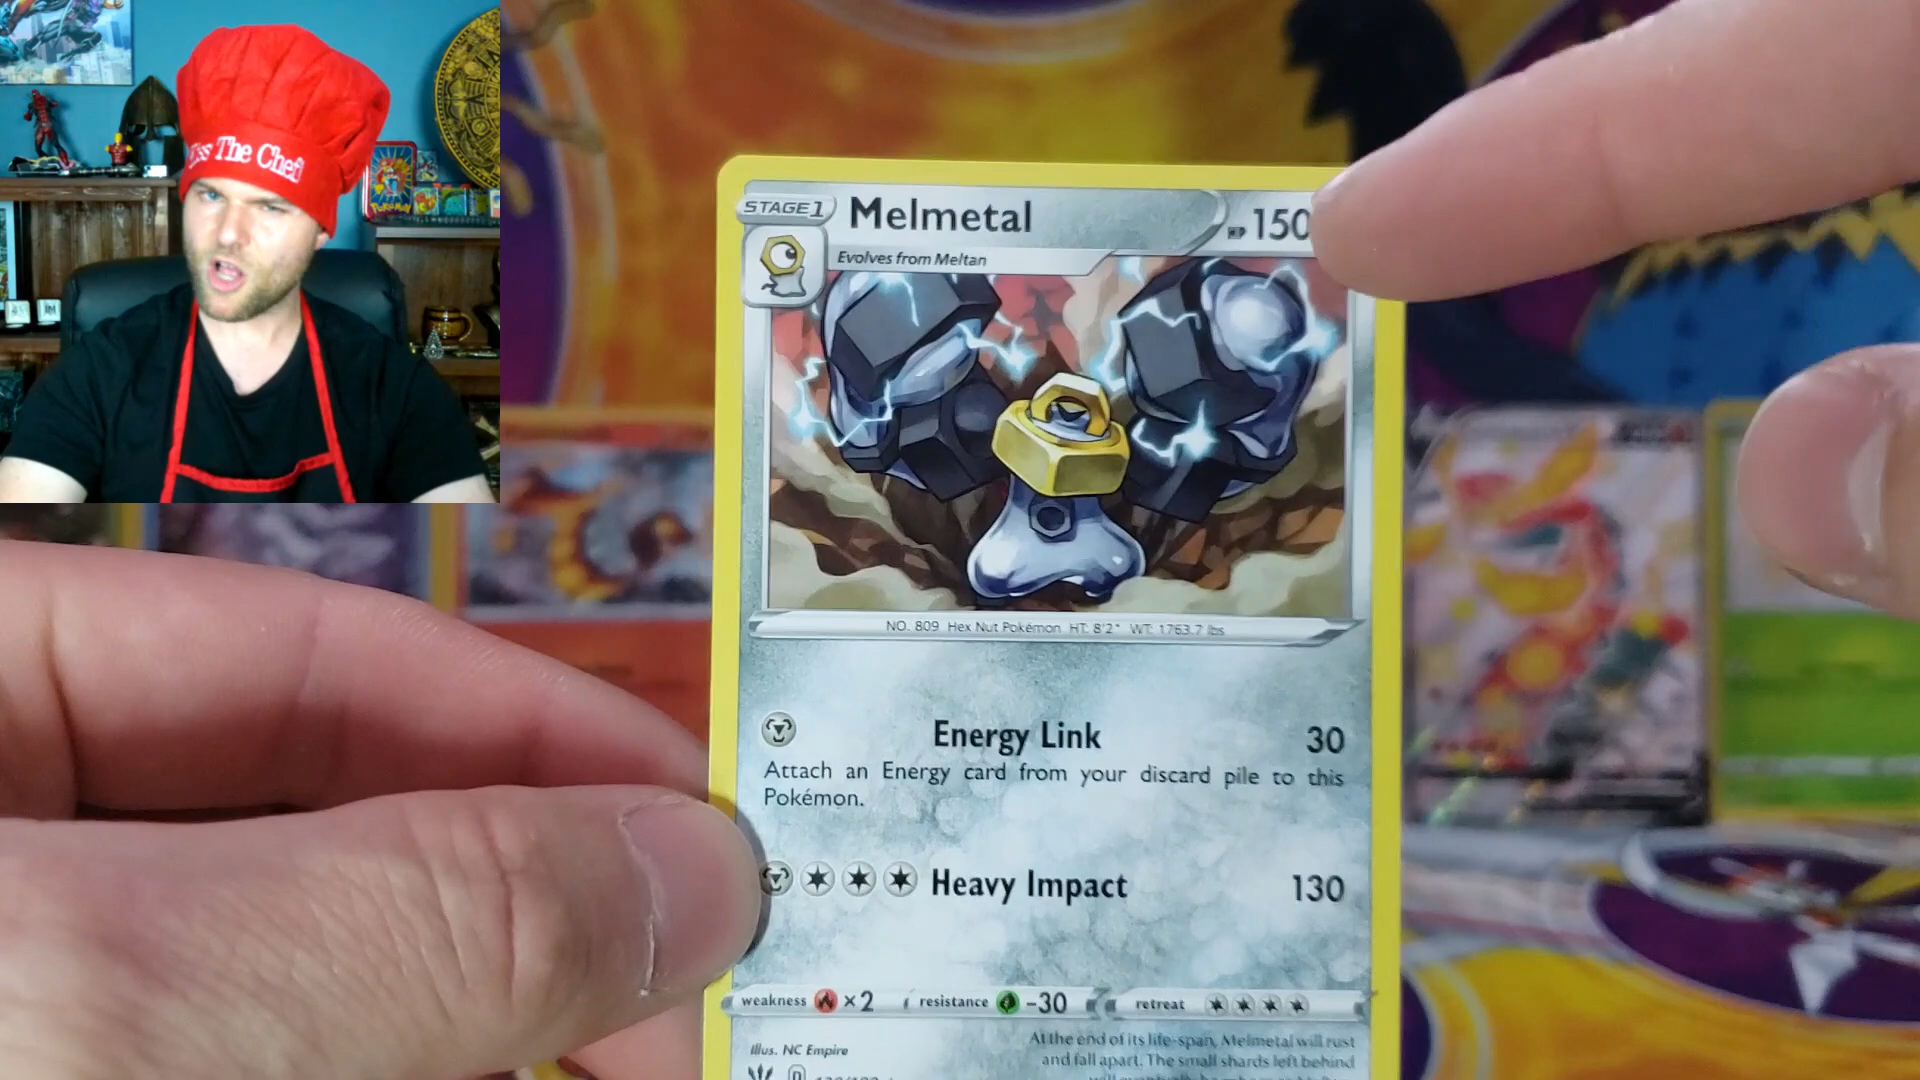 The Chef
POKéMON
STAGE 1 Melmetal HP 150
Evolves from Meltan
NO. 809 Hex Nut Pokémon HT: 8'2" WT: 1763.7 lbs
Energy Link 30
Attach an Energy card from your discard pile to this
Pokémon.
Heavy Impact 130
weakness ×2 resistance -30 retreat
Illus. NC Empire
At the end of its life-span, Melmetal will rust
and fall apart. The small shards left behind
D